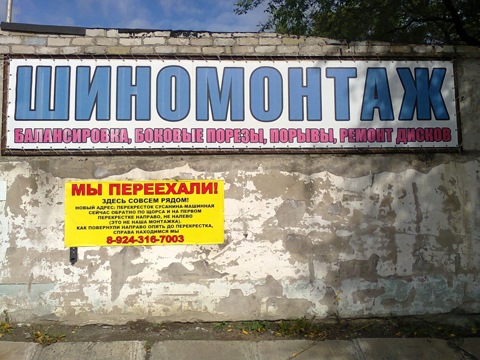 ШИНОМОНТАЖ
БАЛАНСИРОВКА, БОКОВЫЕ ПОРЕЗЫ, ПОРЫВЫ, РЕМОНТ ДИСКОВ
МЫ ПЕРЕЕХАЛИ!
ЗДЕСЬ СОВСЕМ РЯДОМ!
НОВЫЙ АДРЕС: ПЕРЕКРЕСТОК СУСАНИНА-МАШИННАЯ
СЕЙЧАС ОБРАТНО ПО ЩОРСА И НА ПЕРВОМ
ПЕРЕКРЕСТКЕ НАПРАВО, НЕ НАЛЕВО
(ЭТО НЕ НАША МОНТАЖКА).
КАК ПОВЕРНУЛИ НАПРАВО ОПЯТЬ ДО ПЕРЕКРЕСТКА,
СПРАВА НАХОДИМСЯ МЫ
8-924-316-7003